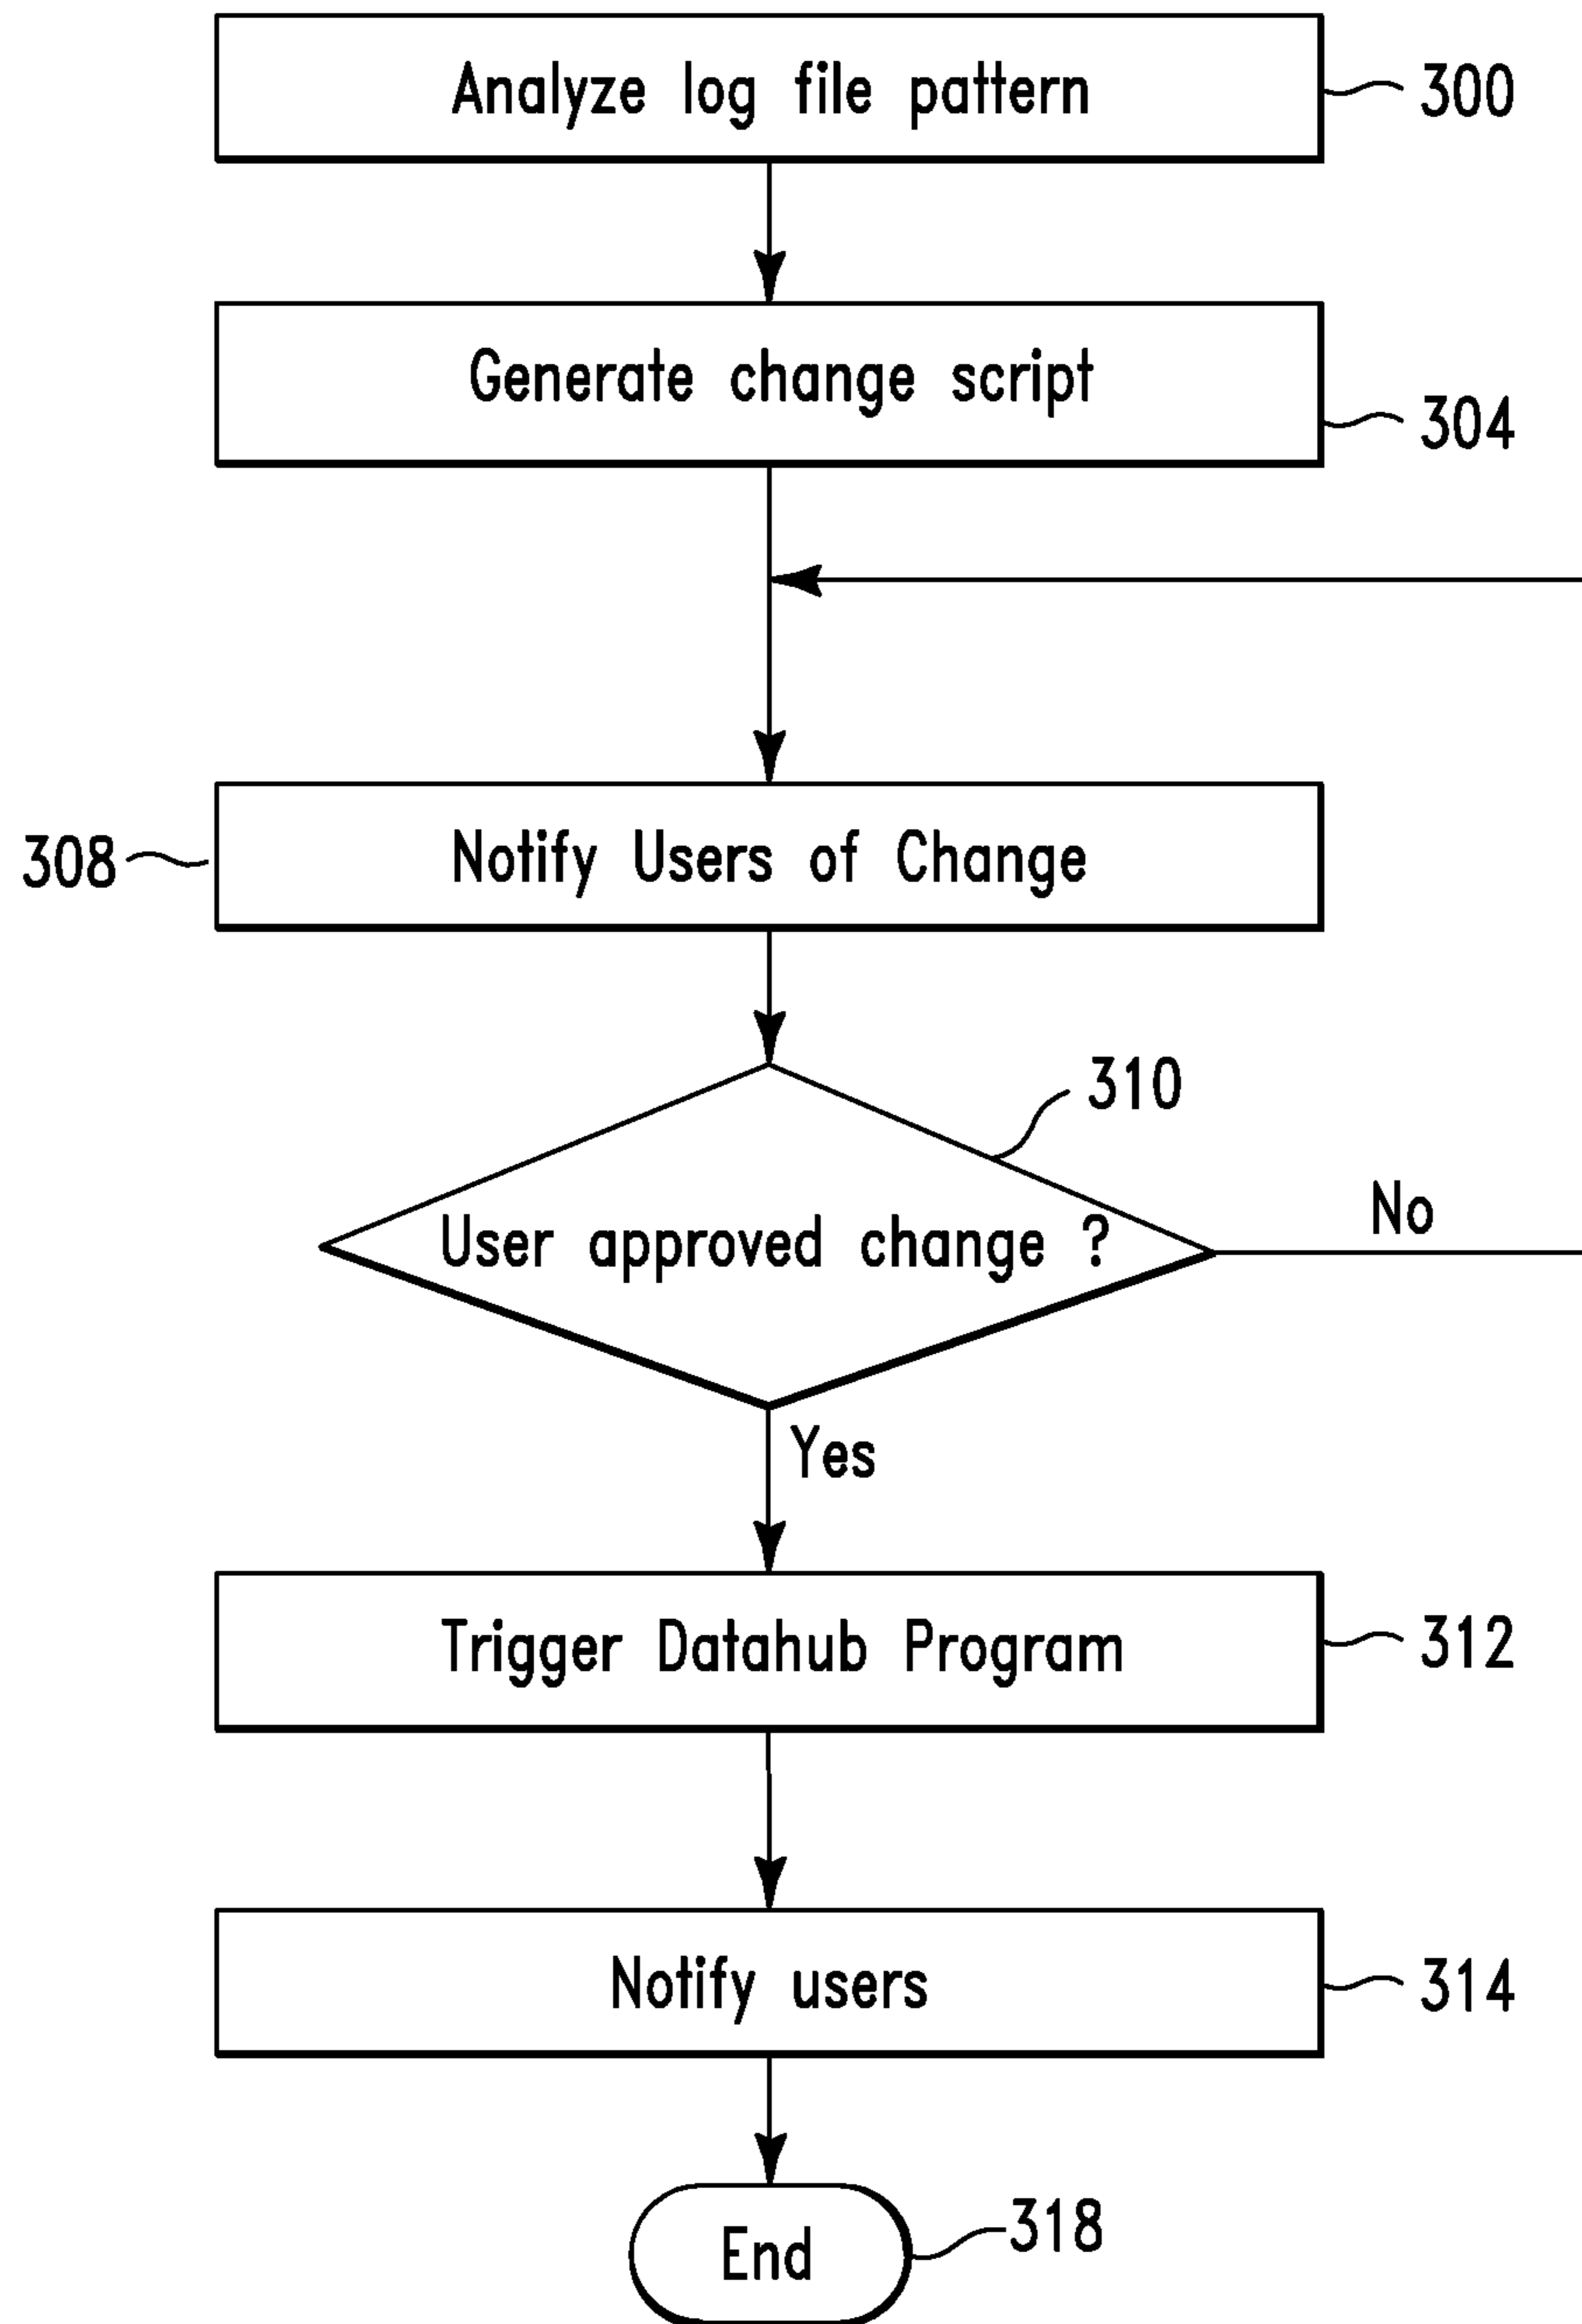 Analyze log file pattern
300
Generate change script
304
308
Notify Users of Change
310
User approved change ?
No
Yes
Trigger Datahub Program
312
Notify users
314
End
318